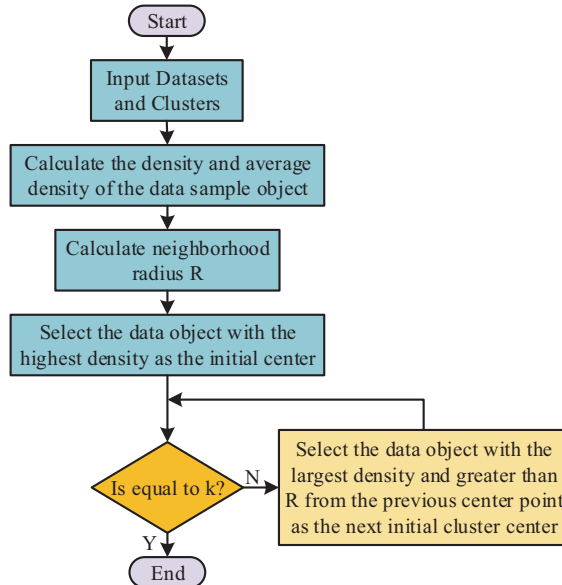 Start
Input Datasets
and Clusters
Calculate the density and average
density of the data sample object
Calculate neighborhood
radius R
Select the data object with the
highest density as the initial center
Is equal to k?
N
Select the data object with the
largest density and greater than
R from the previous center point
as the next initial cluster center
Y
End